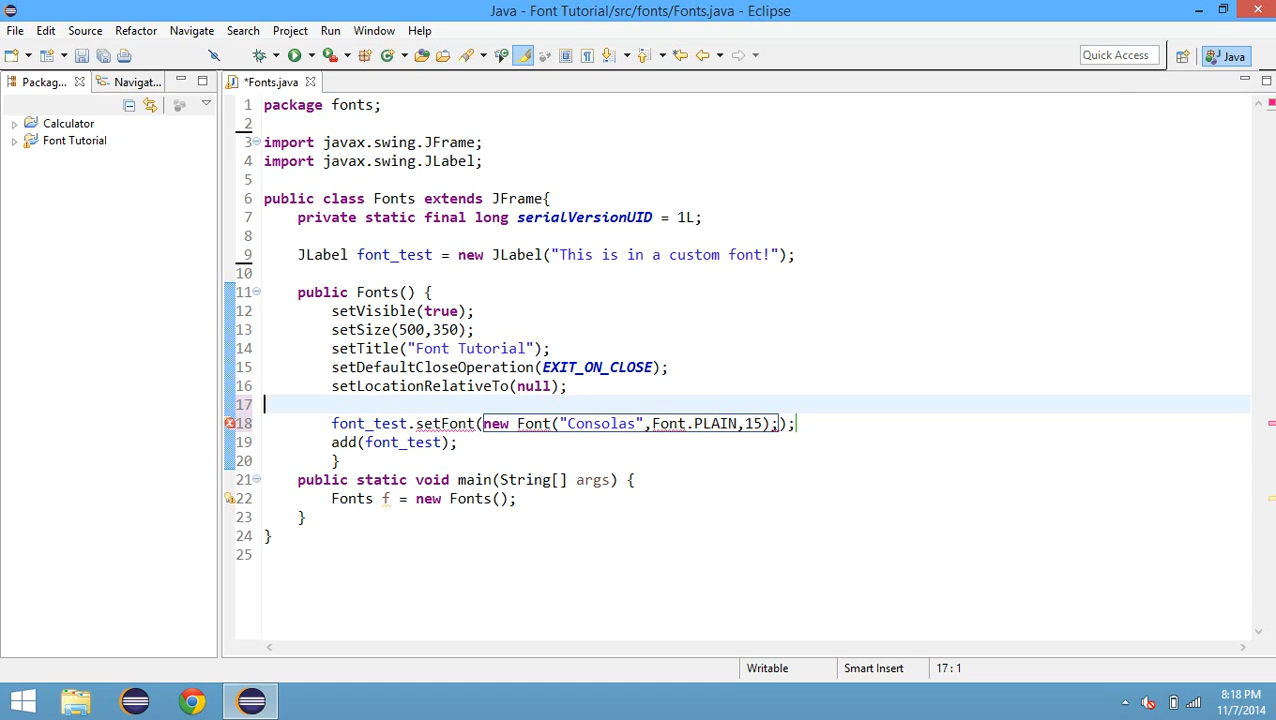 Java - Font Tutorial/src/fonts/Fonts.java - Eclipse
File Edit Source Refactor Navigate Search Project Run Window Help
Quick Access Java
Packag... Navigat... *Fonts.java
Calculator
Font Tutorial
1 package fonts;
2
3 import javax.swing.JFrame;
4 import javax.swing.JLabel;
5
6 public class Fonts extends JFrame{
7 private static final long serialVersionUID = 1L;
8
9 JLabel font_test = new JLabel("This is in a custom font!");
10
11 public Fonts() {
12 setVisible(true);
13 setSize(500,350);
14 setTitle("Font Tutorial");
15 setDefaultCloseOperation(EXIT_ON_CLOSE);
16 setLocationRelativeTo(null);
17
18 font_test.setFont(new Font("Consolas",Font.PLAIN,15););
19 add(font_test);
20 }
21 public static void main(String[] args) {
22 Fonts f = new Fonts();
23 }
24 }
25
Writable Smart Insert 17 : 1
8:18 PM
11/7/2014